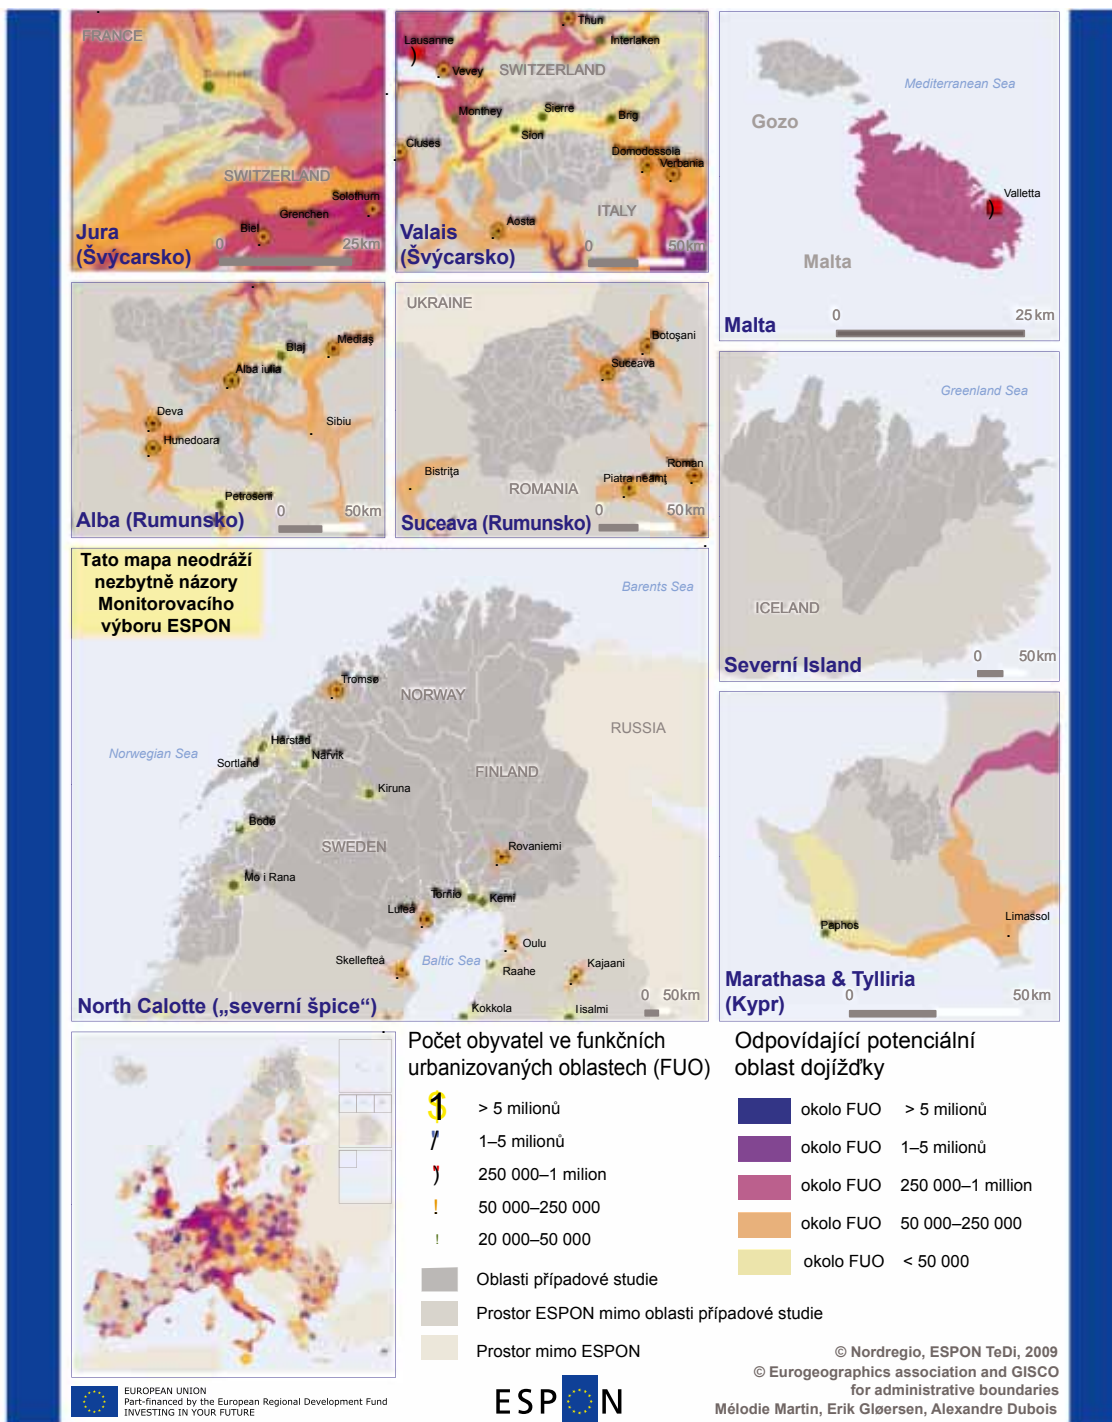 FRANCE
SWITZERLAND
Solothurn
Grenchen
Biel
Jura
(Švýcarsko)
0
25km
Thun
Lausanne
Interlaken
Vevey
SWITZERLAND
Monthey
Sierre
Brig
Sion
Cluses
Domodossola
Verbania
Aosta
ITALY
Valais
(Švýcarsko)
0
50km
Mediterranean Sea
Gozo
Valletta
Malta
Malta
0
25km
Blaj
Mediaş
Alba iulia
Deva
Sibiu
Hunedoara
Petroseni
Alba (Rumunsko)
0
50km
UKRAINE
Botoşani
Suceava
Bistriţa
Roman
Piatra neamţ
ROMANIA
Suceava (Rumunsko)
0
50km
Greenland Sea
ICELAND
Severní Island
0
50km
Tato mapa neodráží
nezbytně názory
Monitorovacího
výboru ESPON
Barents Sea
Tromsø
NORWAY
RUSSIA
Norwegian Sea
Harstad
Sortland
Narvik
FINLAND
Kiruna
Bodø
SWEDEN
Rovaniemi
Mo i Rana
Tornio
Kemi
Luleå
Oulu
Skellefteå
Baltic Sea
Raahe
Kajaani
Kokkola
Iisalmi
North Calotte („severní špice“)
0
50km
Paphos
Limassol
Marathasa & Tylliria
(Kypr)
0
50km
Počet obyvatel ve funkčních
urbanizovaných oblastech (FUO)
> 5 milionů
1–5 milionů
250 000–1 milion
50 000–250 000
20 000–50 000
Oblasti případové studie
Prostor ESPON mimo oblasti případové studie
Prostor mimo ESPON
Odpovídající potenciální
oblast dojížďky
okolo FUO > 5 milionů
okolo FUO 1–5 milionů
okolo FUO 250 000–1 million
okolo FUO 50 000–250 000
okolo FUO < 50 000
© Nordregio, ESPON TeDi, 2009
© Eurogeographics association and GISCO
for administrative boundaries
Mélodie Martin, Erik Gløersen, Alexandre Dubois
EUROPEAN UNION
Part-financed by the European Regional Development Fund
INVESTING IN YOUR FUTURE
ESPON